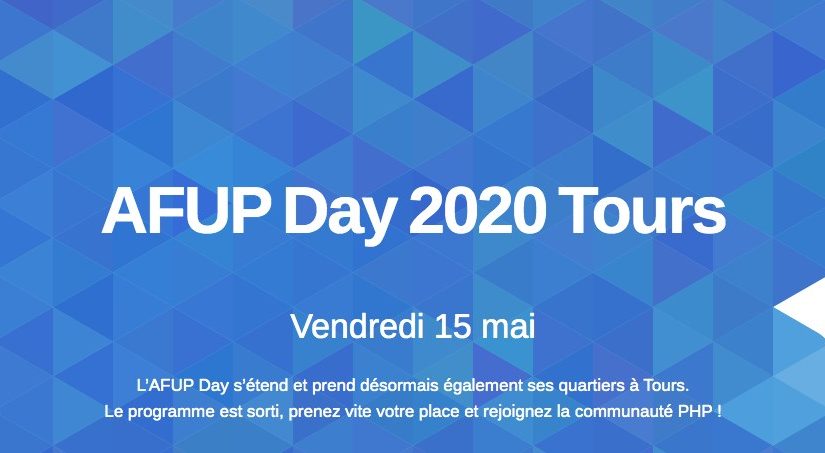 AFUP Day 2020 Tours
Vendredi 15 mai
L'AFUP Day s'étend et prend désormais également ses quartiers à Tours.
Le programme est sorti, prenez vite votre place et rejoignez la communauté PHP !